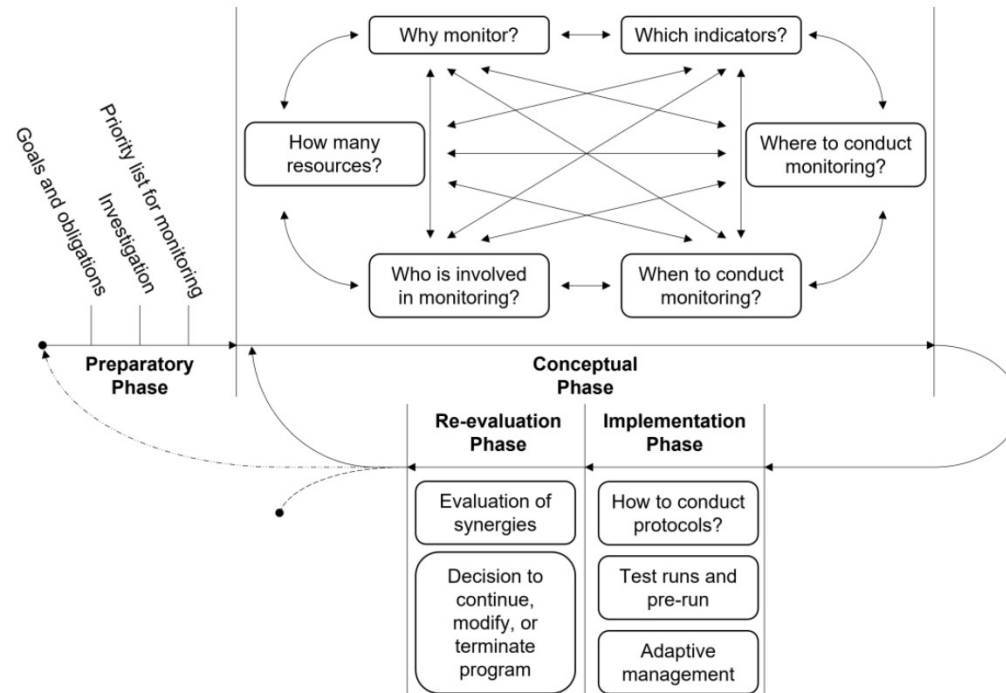 Why monitor?
Which indicators?
How many
resources?
Where to conduct
monitoring?
Who is involved
in monitoring?
When to conduct
monitoring?
Goals and obligations
Investigation
Priority list for monitoring
Preparatory
Phase
Conceptual
Phase
Re-evaluation
Phase
Implementation
Phase
Evaluation of
synergies
Decision to
continue,
modify, or
terminate
program
How to conduct
protocols?
Test runs and
pre-run
Adaptive
management